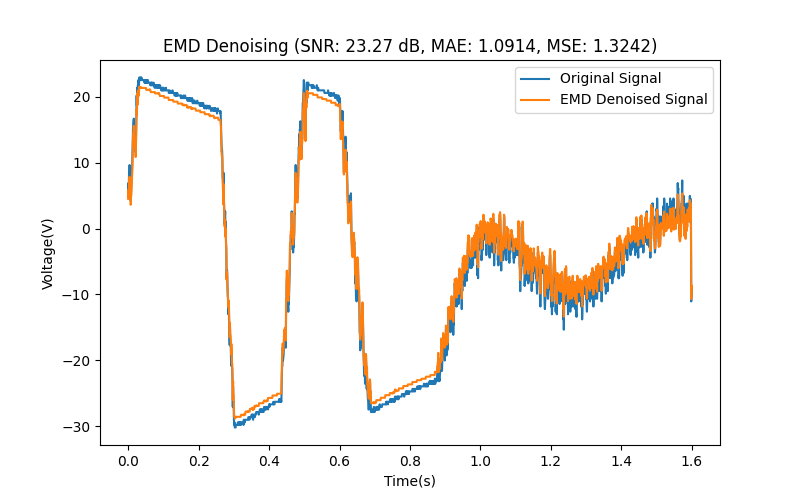 EMD Denoising (SNR: 23.27 dB, MAE: 1.0914, MSE: 1.3242)
Original Signal
EMD Denoised Signal
Voltage(V)
20
10
0
−10
−20
−30
0.0 0.2 0.4 0.6 0.8 1.0 1.2 1.4 1.6
Time(s)